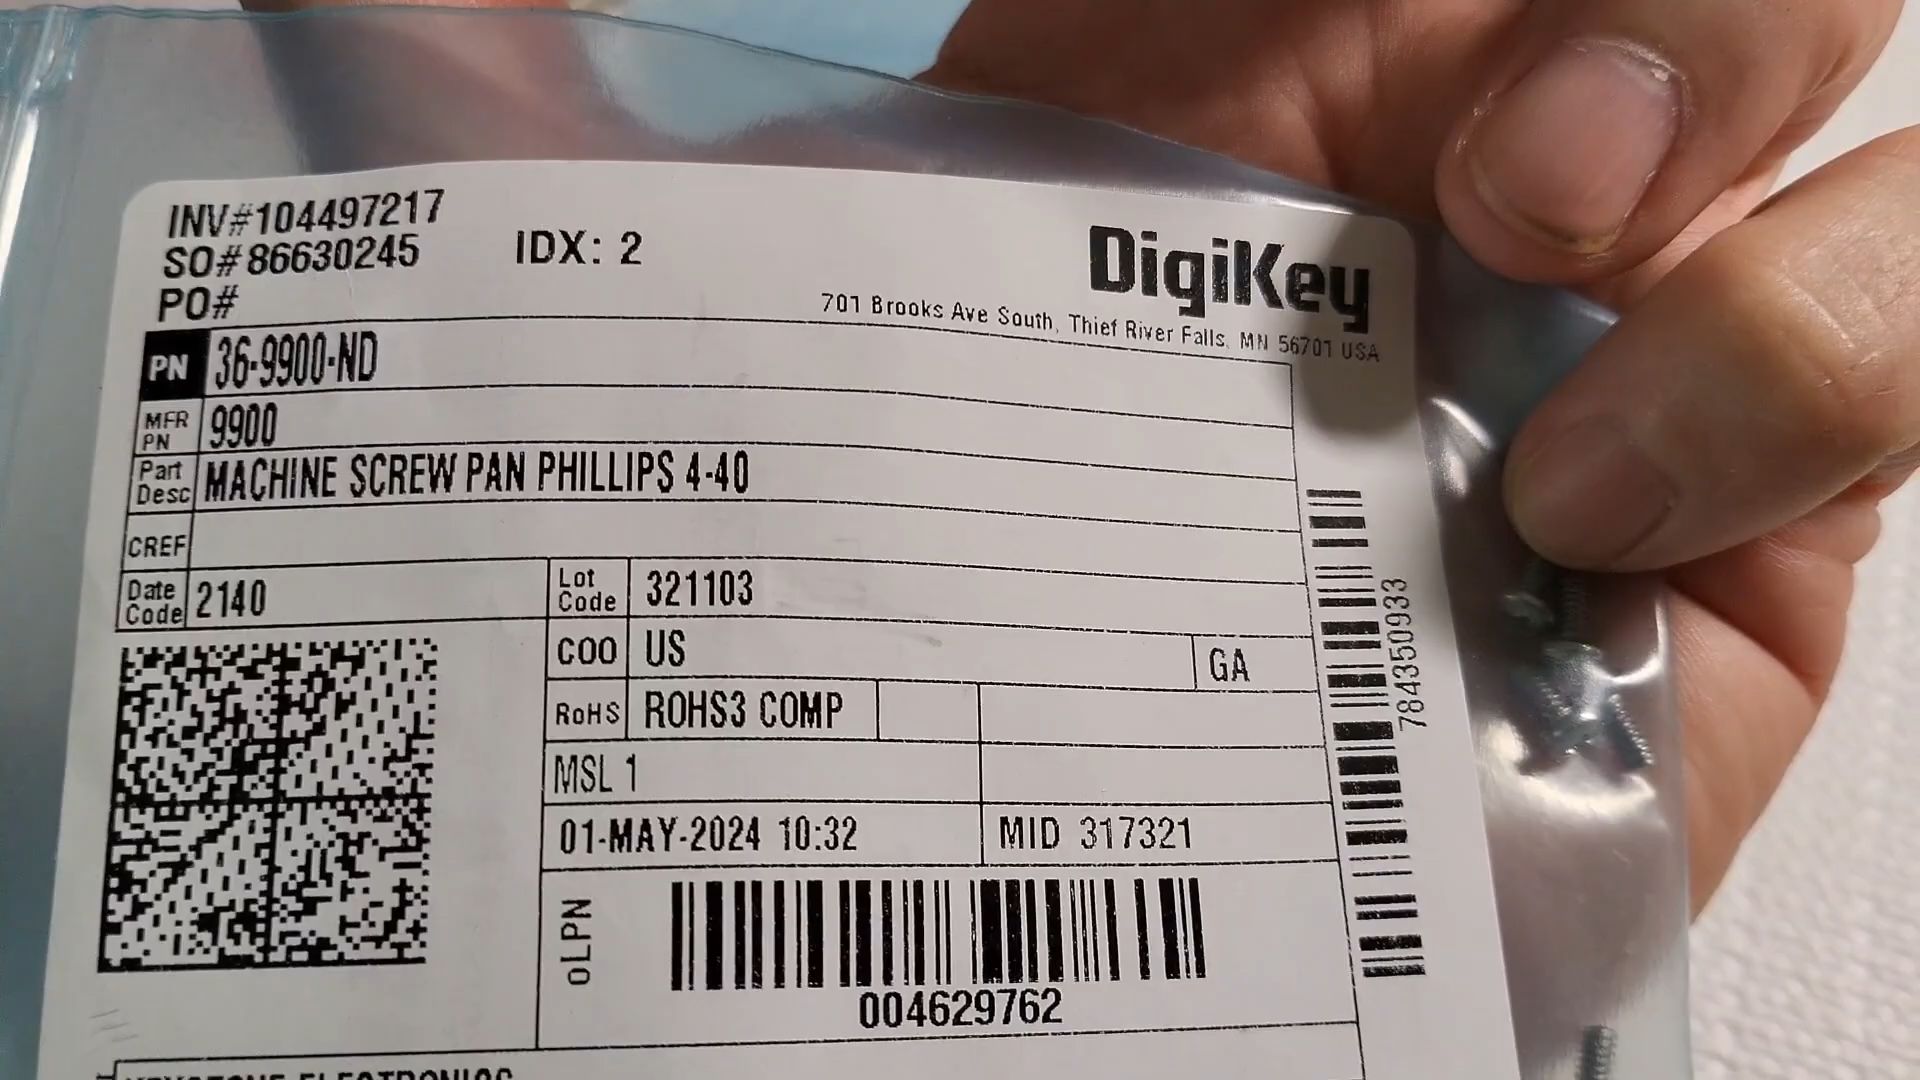 INV#104497217
SO#86630245
PO#
IDX: 2
DigiKey
701 Brooks Ave South, Thief River Falls, MN 56701 USA
PN 36-9900-ND
MFR PN 9900
Part Desc MACHINE SCREW PAN PHILLIPS 4-40
CREF
Date Code 2140
Lot Code 321103
COO US GA
RoHS ROHS3 COMP
MSL 1
01-MAY-2024 10:32 MID 317321
oLPN
004629762
784350933
KEYSTONE ELECTRONICS